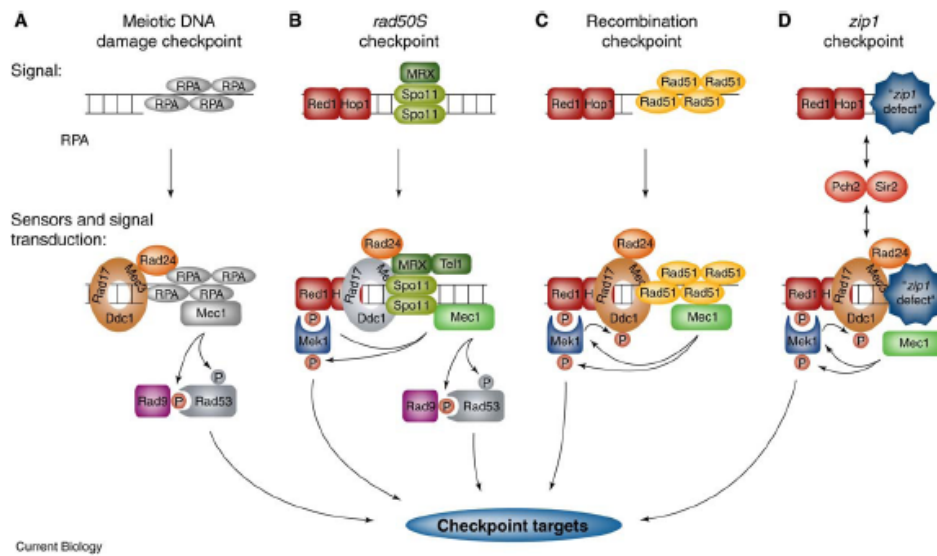 A Meiotic DNA damage checkpoint
B rad50S checkpoint
C Recombination checkpoint
D zip1 checkpoint
Signal:
RPA RPA
RPA RPA
RPA
MRX
Red1 Hop1 Spo11
Spo11
Rad51 Rad51
Red1 Hop1 Rad51 Rad51
Red1 Hop1 "zip1 defect"
Pch2 Sir2
Sensors and signal transduction:
Rad24
Rad17 Mec3 RPA RPA
RPA RPA
Ddc1 Mec1
P
Rad9 P Rad53
Rad24
MRX Tel1
Red1 H Rad17 Me Spo11
Spo11
P Ddc1 Mec1
Mek1
P
P
Rad9 P Rad53
Rad24
Rad17 Mec Rad51 Rad51
Red1 H Rad51 Rad51
P Ddc1 Mec1
Mek1 P
P
Rad24
Red1 H Rad17 Mec3 "zip1 defect"
P Ddc1
Mek1 P Mec1
P
Checkpoint targets
Current Biology